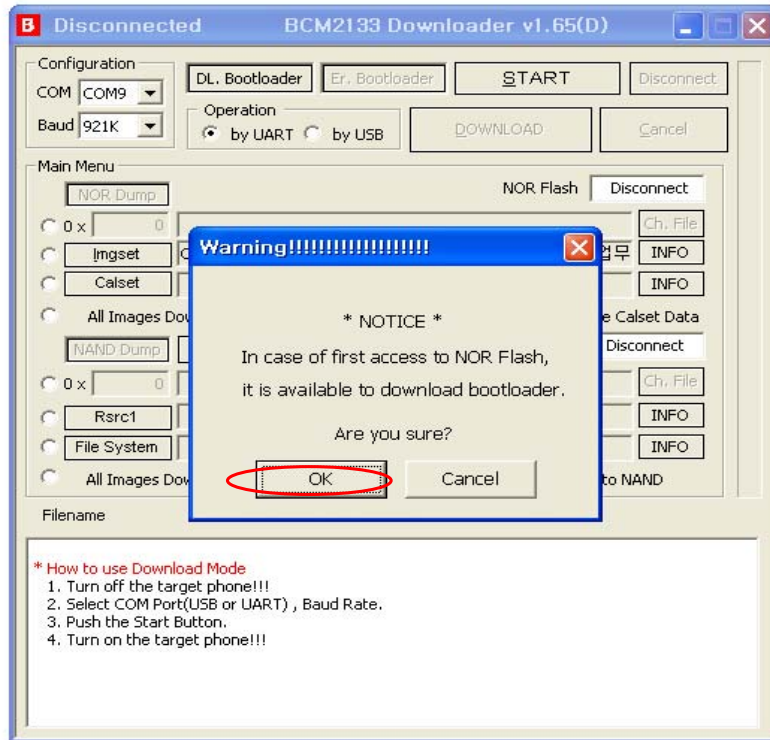 B Disconnected BCM2133 Downloader v1.65(D)
Configuration
COM COM9
Baud 921K
DL. Bootloader Er. Bootloader START Disconnect
Operation
by UART by USB
DOWNLOAD Cancel
Main Menu
NOR Dump NOR Flash Disconnect
0 x 0 Ch. File
Imgset 업무 INFO
Calset INFO
All Images Do e Calset Data
NAND Dump Disconnect
0 x 0 Ch. File
Rsrc1 INFO
File System INFO
All Images Do to NAND
Warning!!!!!!!!!!!!!!!!!!!!
* NOTICE *
In case of first access to NOR Flash,
it is available to download bootloader.
Are you sure?
OK Cancel
Filename
* How to use Download Mode
1. Turn off the target phone!!!
2. Select COM Port(USB or UART) , Baud Rate.
3. Push the Start Button.
4. Turn on the target phone!!!